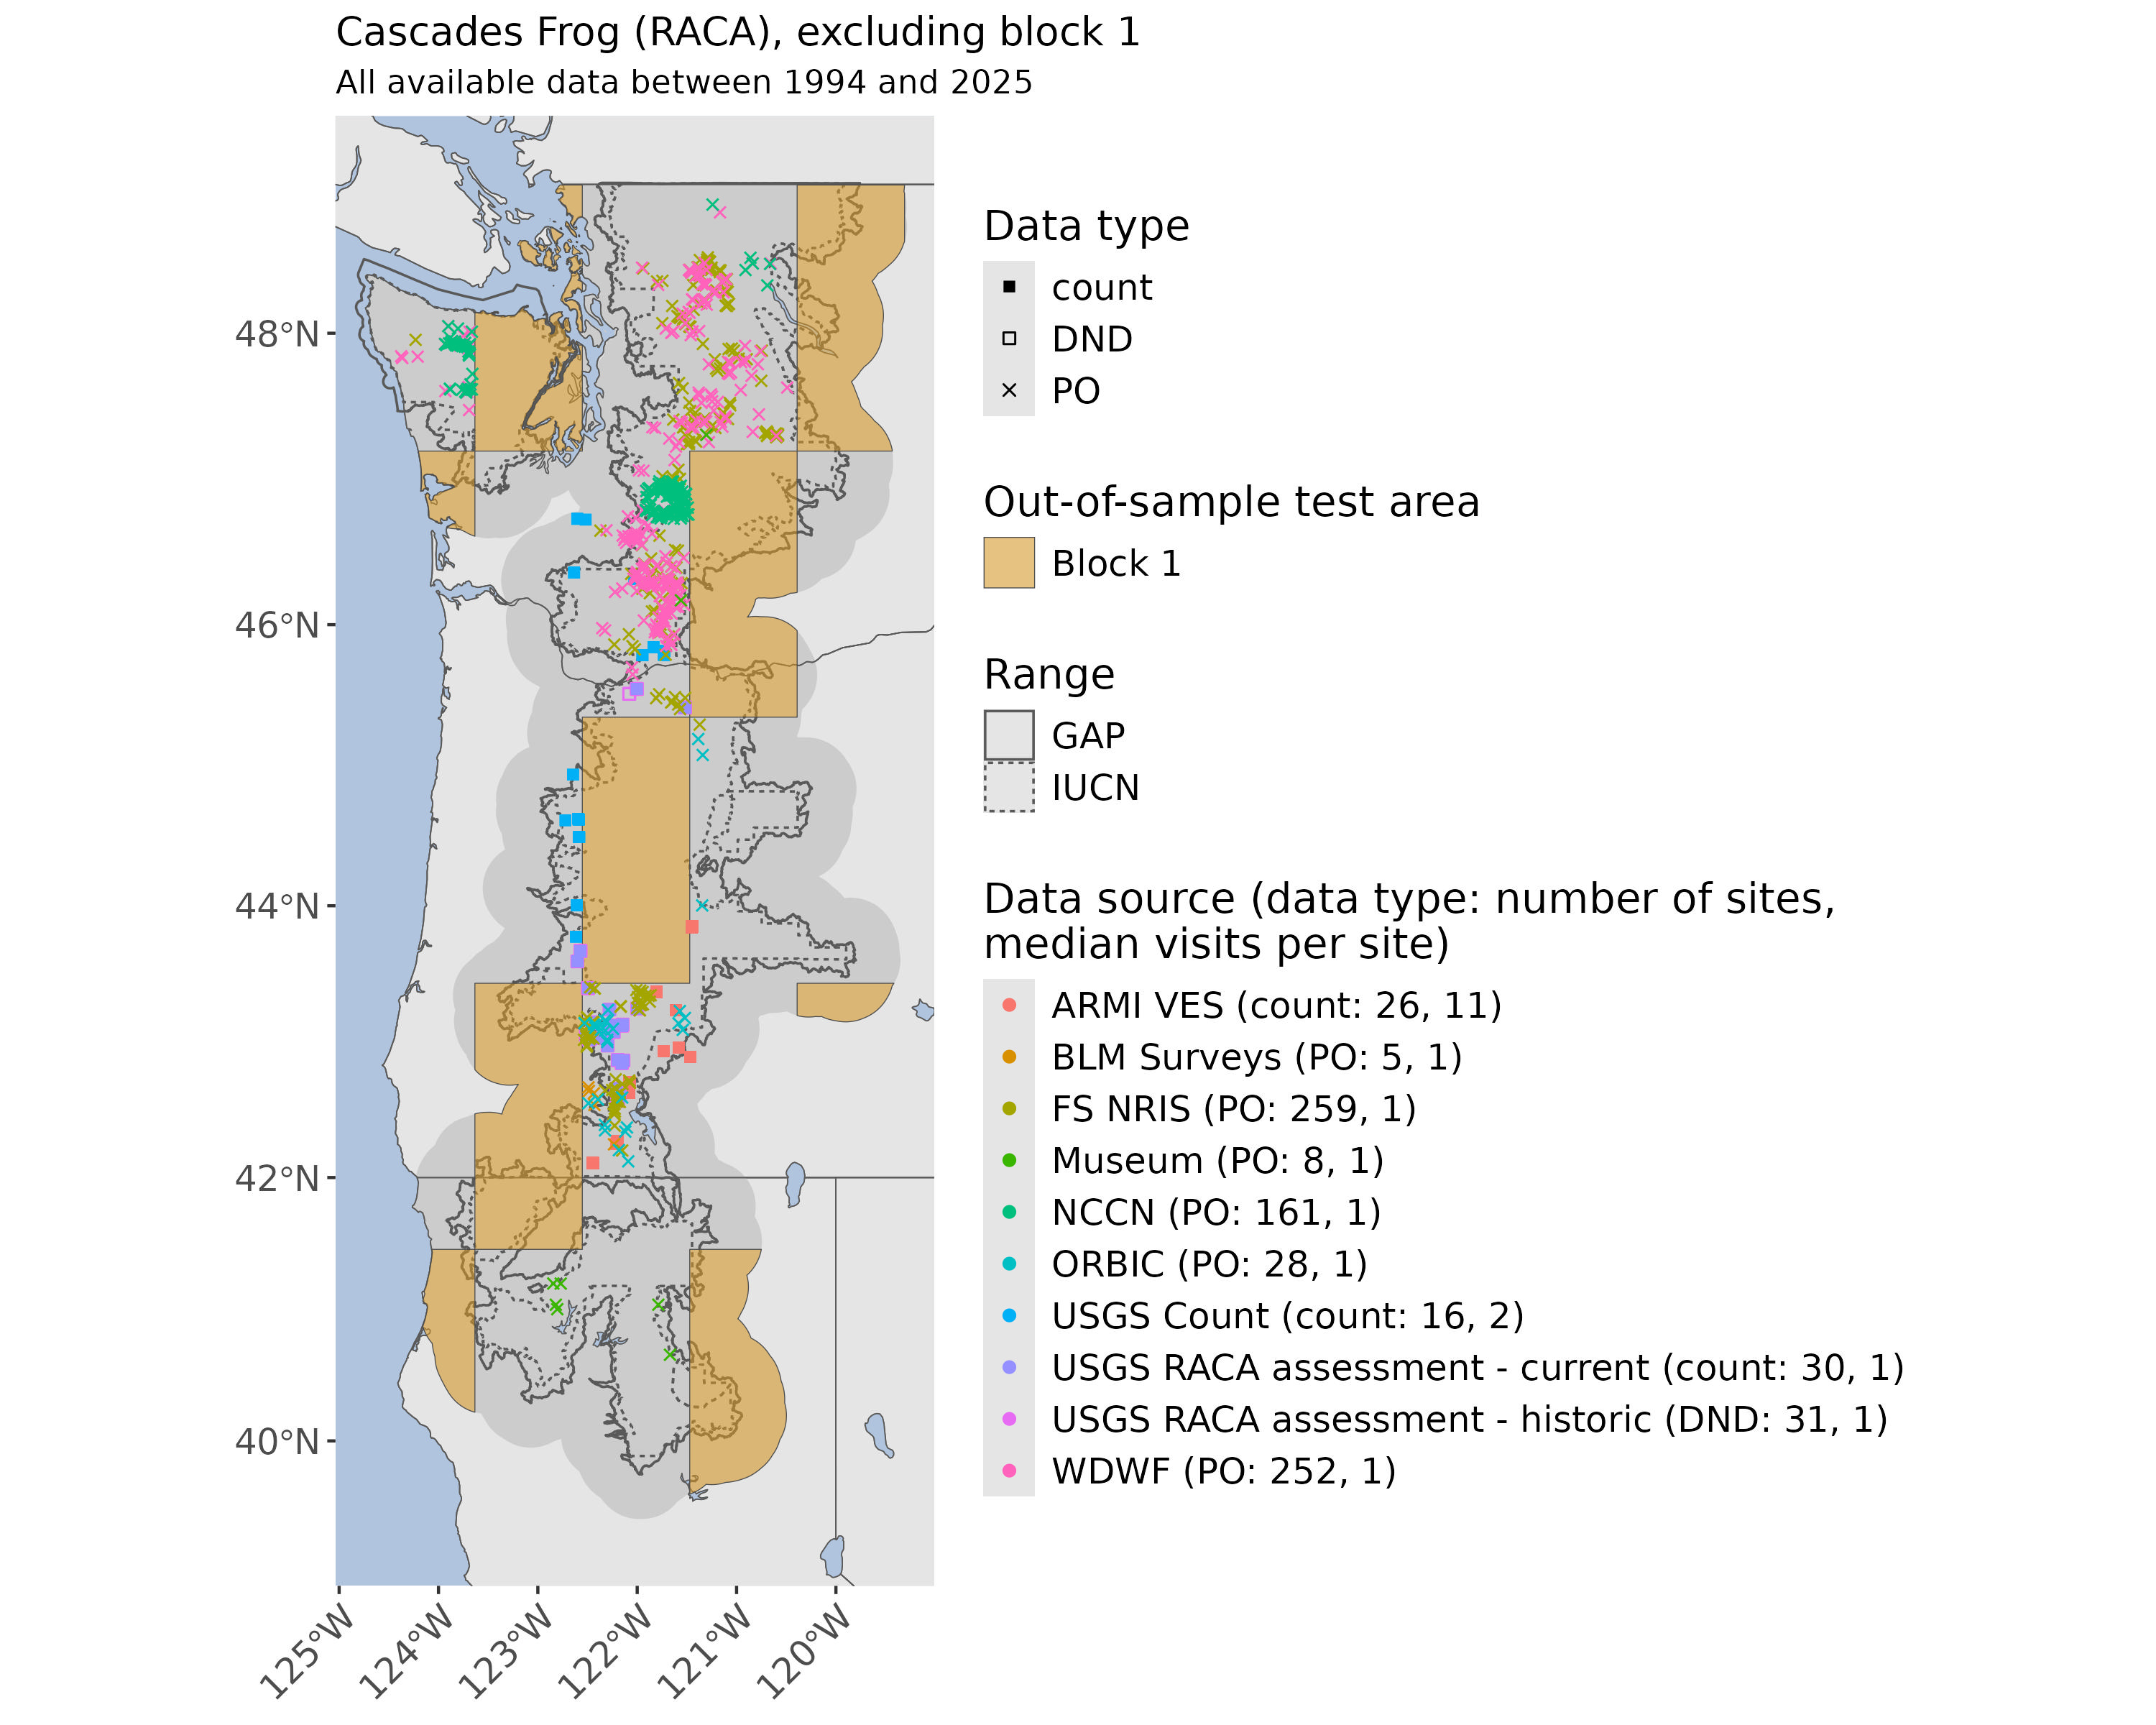 Cascades Frog (RACA), excluding block 1
All available data between 1994 and 2025
48°N
46°N
44°N
42°N
40°N
125°W
124°W
123°W
122°W
121°W
120°W
Data type
count
DND
PO
Out-of-sample test area
Block 1
Range
GAP
IUCN
Data source (data type: number of sites,
median visits per site)
ARMI VES (count: 26, 11)
BLM Surveys (PO: 5, 1)
FS NRIS (PO: 259, 1)
Museum (PO: 8, 1)
NCCN (PO: 161, 1)
ORBIC (PO: 28, 1)
USGS Count (count: 16, 2)
USGS RACA assessment - current (count: 30, 1)
USGS RACA assessment - historic (DND: 31, 1)
WDWF (PO: 252, 1)